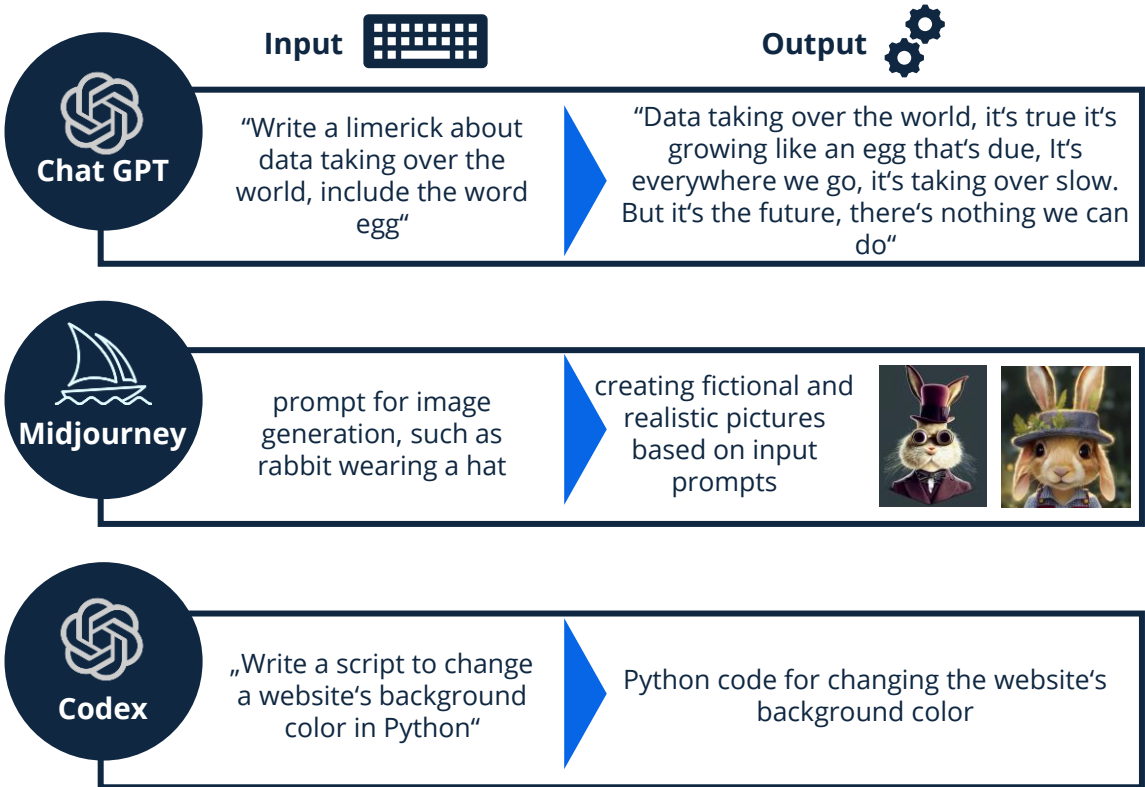 Input
Output
Chat GPT
“Write a limerick about
data taking over the
world, include the word
egg“
“Data taking over the world, it‘s true it‘s
growing like an egg that‘s due, It‘s
everywhere we go, it‘s taking over slow.
But it‘s the future, there‘s nothing we can
do“
Midjourney
prompt for image
generation, such as
rabbit wearing a hat
creating fictional and
realistic pictures
based on input
prompts
Codex
„Write a script to change
a website‘s background
color in Python“
Python code for changing the website‘s
background color